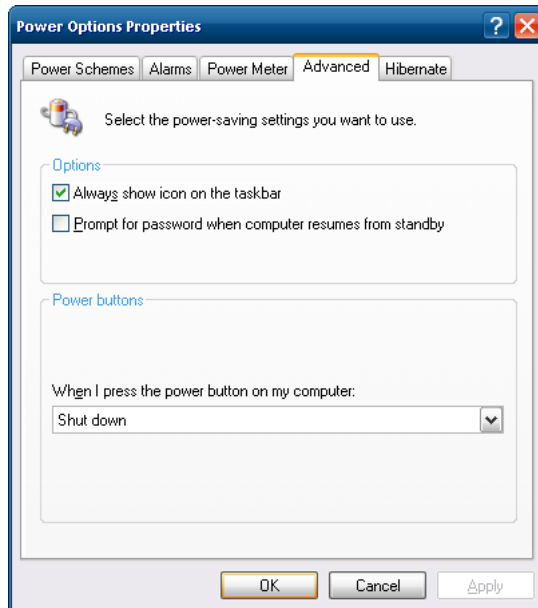 Power Options Properties
Power Schemes Alarms Power Meter Advanced Hibernate
Select the power-saving settings you want to use.
Options
Always show icon on the taskbar
Prompt for password when computer resumes from standby
Power buttons
When I press the power button on my computer:
Shut down
OK Cancel Apply